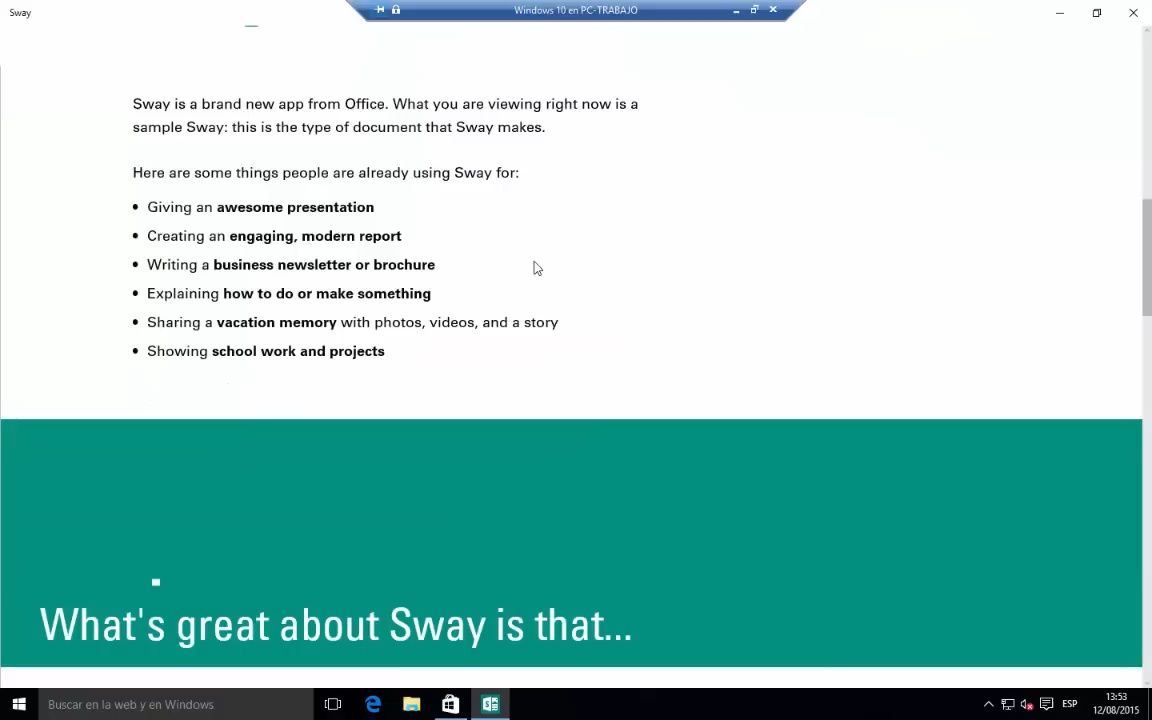 Sway
Windows 10 en PC-TRABAJO
Sway is a brand new app from Office. What you are viewing right now is a
sample Sway: this is the type of document that Sway makes.
Here are some things people are already using Sway for:
• Giving an awesome presentation
• Creating an engaging, modern report
• Writing a business newsletter or brochure
• Explaining how to do or make something
• Sharing a vacation memory with photos, videos, and a story
• Showing school work and projects
What's great about Sway is that...
Buscar en la web y en Windows
ESP
13:53
12/08/2015